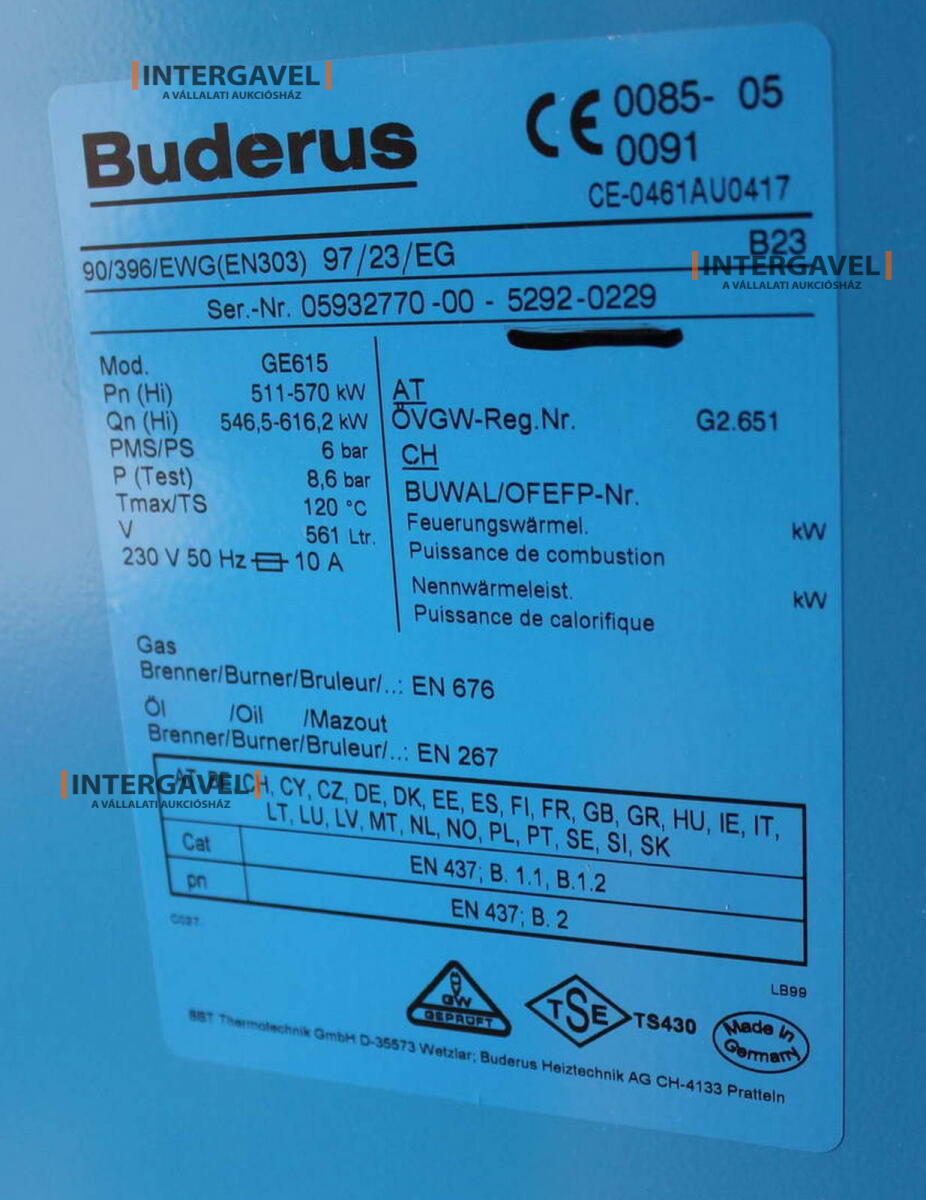 INTERGAVEL
A VÁLLALATI AUKCIÓSHÁZ
Buderus
CE 0085- 05
0091
CE-0461AU0417
90/396/EWG(EN303) 97/23/EG
B23
INTERGAVEL
A VÁLLALATI AUKCIÓSHÁZ
Ser.-Nr. 05932770-00 - 5292-0229
Mod. GE615
Pn (Hi) 511-570 kW
Qn (Hi) 546,5-616,2 kW
PMS/PS 6 bar
P (Test) 8,6 bar
Tmax/TS 120 °C
V 561 Ltr.
230 V 50 Hz 10 A
AT
ÖVGW-Reg.Nr. G2.651
CH
BUWAL/OFEFP-Nr.
Feuerungswärmel. kW
Puissance de combustion
Nennwärmeleist. kW
Puissance de calorifique
Gas
Brenner/Burner/Bruleur/..: EN 676
Öl /Oil /Mazout
Brenner/Burner/Bruleur/..: EN 267
INTERGAVEL
A VÁLLALATI AUKCIÓSHÁZ
AT, BE, CH, CY, CZ, DE, DK, EE, ES, FI, FR, GB, GR, HU, IE, IT,
LT, LU, LV, MT, NL, NO, PL, PT, SE, SI, SK
Cat EN 437; B. 1.1, B.1.2
pn EN 437; B. 2
LB99
GW
GEPRÜFT
TSE TS430
Made in
Germany
BBT Thermotechnik GmbH D-35573 Wetzlar; Buderus Heiztechnik AG CH-4133 Pratteln